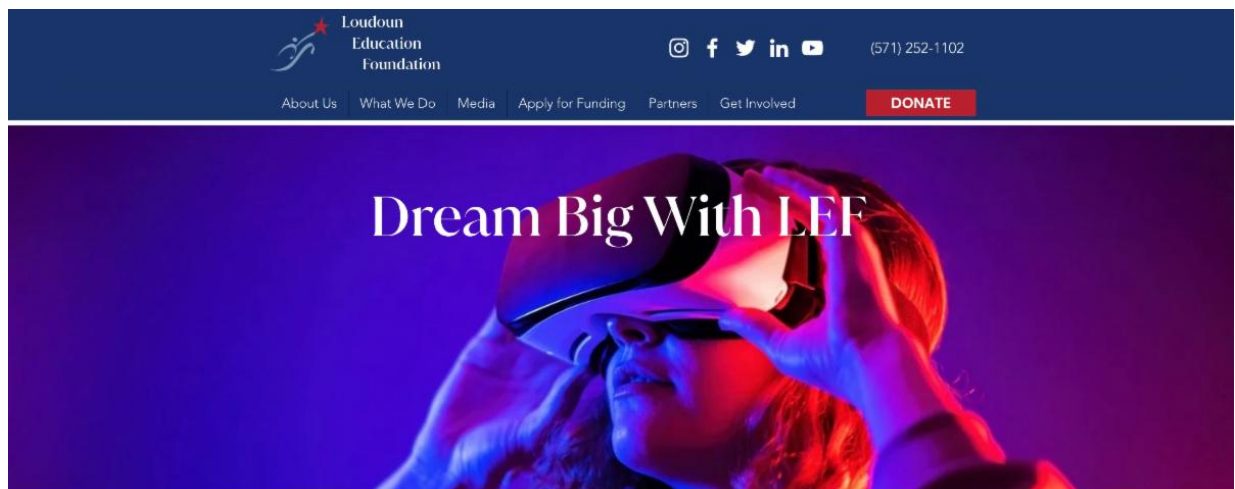 Loudoun
Education
Foundation
(571) 252-1102
About Us What We Do Media Apply for Funding Partners Get Involved DONATE
Dream Big With LEF